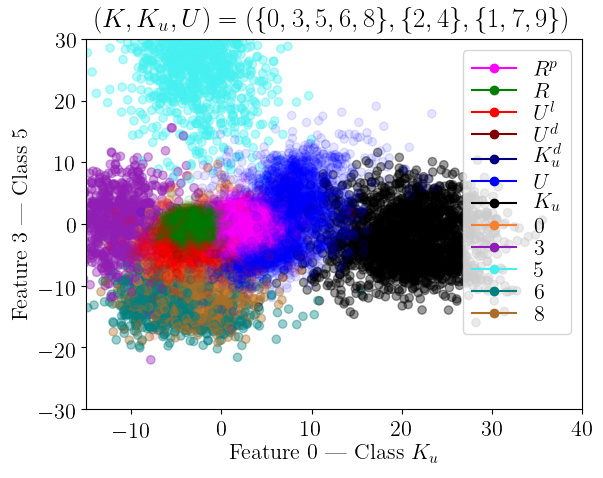 (K, K_u, U) = ({0, 3, 5, 6, 8}, {2, 4}, {1, 7, 9})
30
20
10
0
−10
−20
−30
Feature 3 — Class 5
−10
0
10
20
30
40
Feature 0 — Class K_u
R^p
R
U^l
U^d
K_u^d
U
K_u
0
3
5
6
8